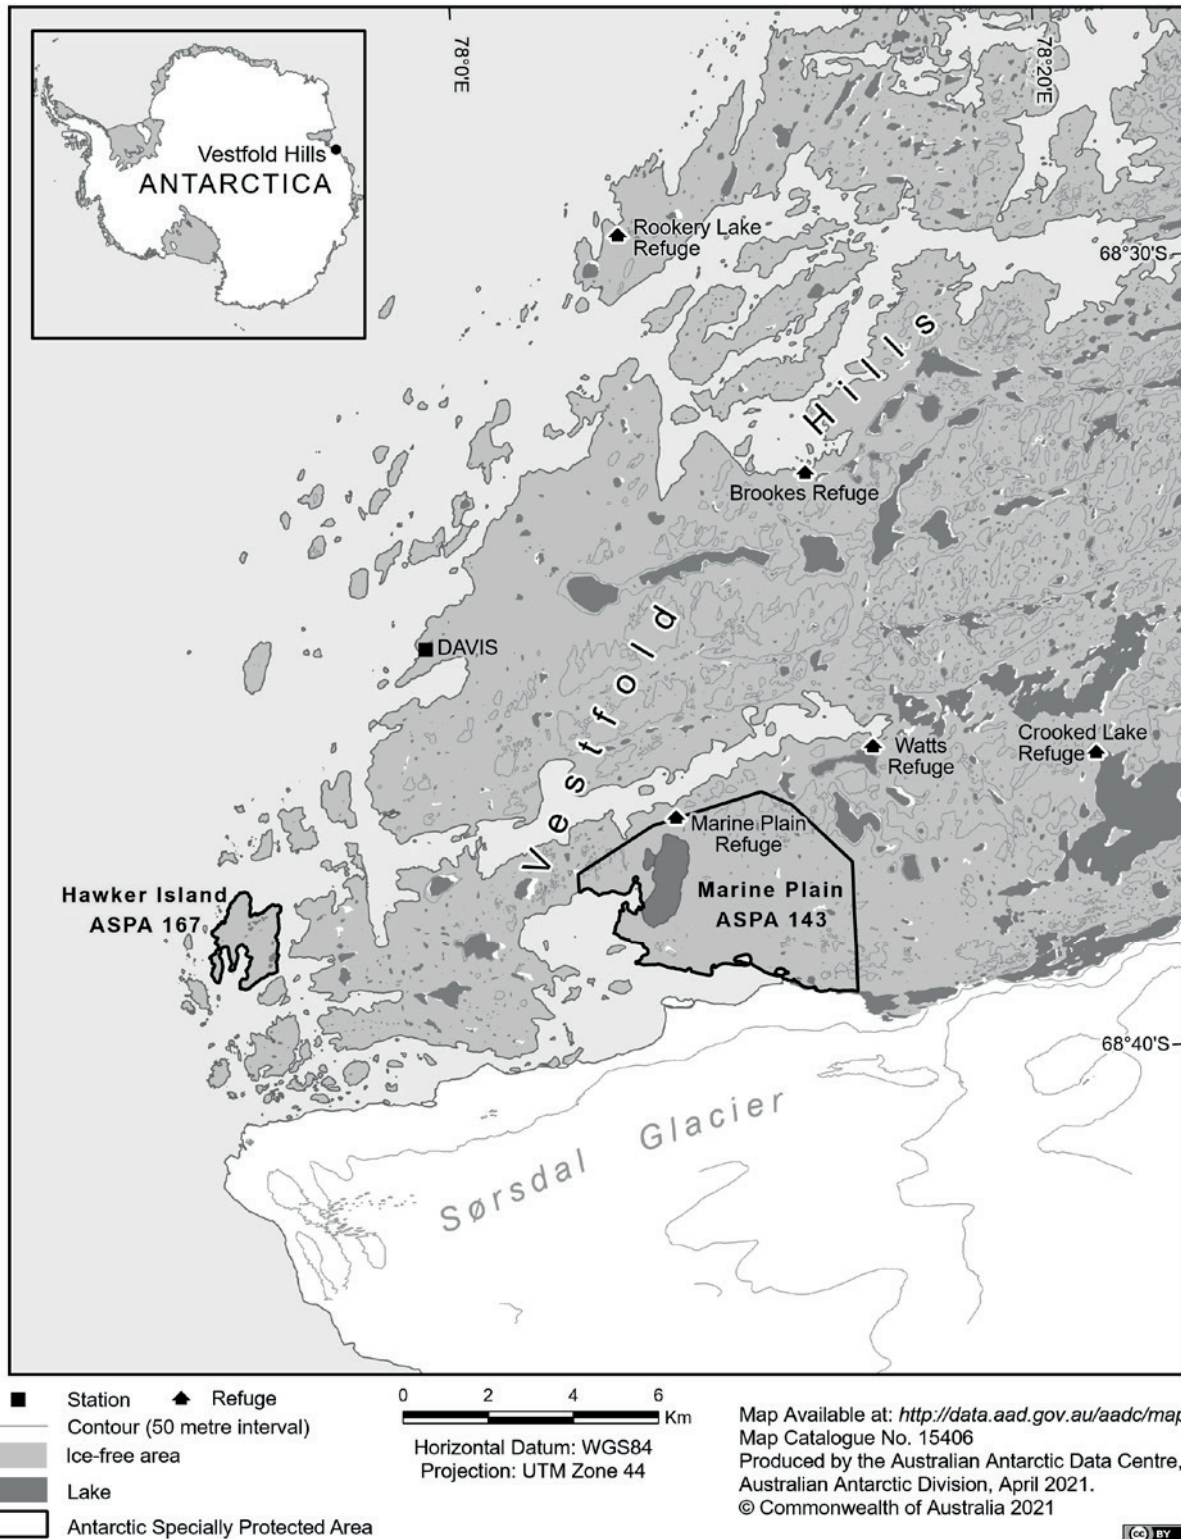 78°0'E
78°20'E
Vestfold Hills
ANTARCTICA
Rookery Lake
Refuge
68°30'S
Vestfold Hills
Brookes Refuge
DAVIS
Watts
Refuge
Crooked Lake
Refuge
Marine Plain
Refuge
Hawker Island
ASPA 167
Marine Plain
ASPA 143
68°40'S
Sørsdal Glacier
Station
Refuge
Contour (50 metre interval)
Ice-free area
Lake
Antarctic Specially Protected Area
0 2 4 6
Km
Horizontal Datum: WGS84
Projection: UTM Zone 44
Map Available at: http://data.aad.gov.au/aadc/map
Map Catalogue No. 15406
Produced by the Australian Antarctic Data Centre,
Australian Antarctic Division, April 2021.
© Commonwealth of Australia 2021
cc BY